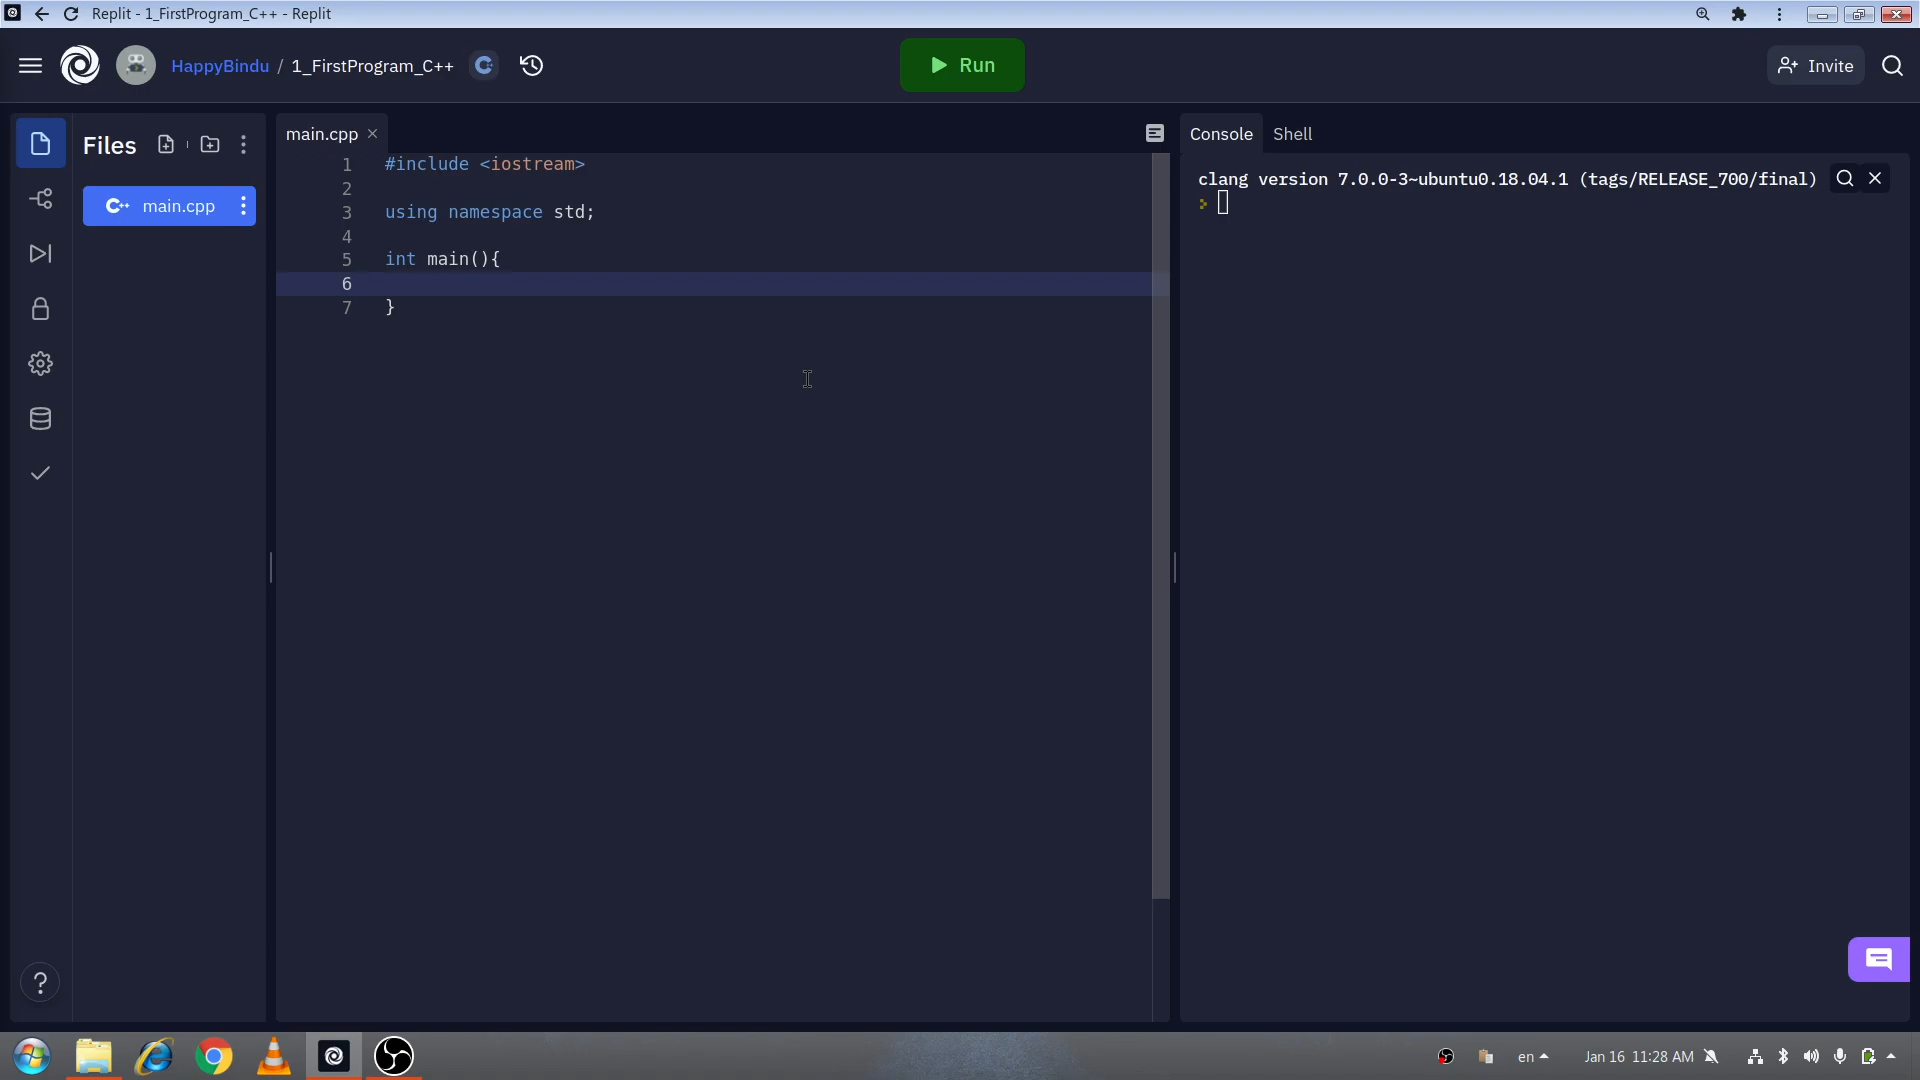 Replit - 1_FirstProgram_C++ - Replit
HappyBindu / 1_FirstProgram_C++
Run
Invite
Files
main.cpp
main.cpp
1 #include <iostream>
2
3 using namespace std;
4
5 int main(){
6
7 }
Console Shell
clang version 7.0.0-3~ubuntu0.18.04.1 (tags/RELEASE_700/final)
en
Jan 16 11:28 AM